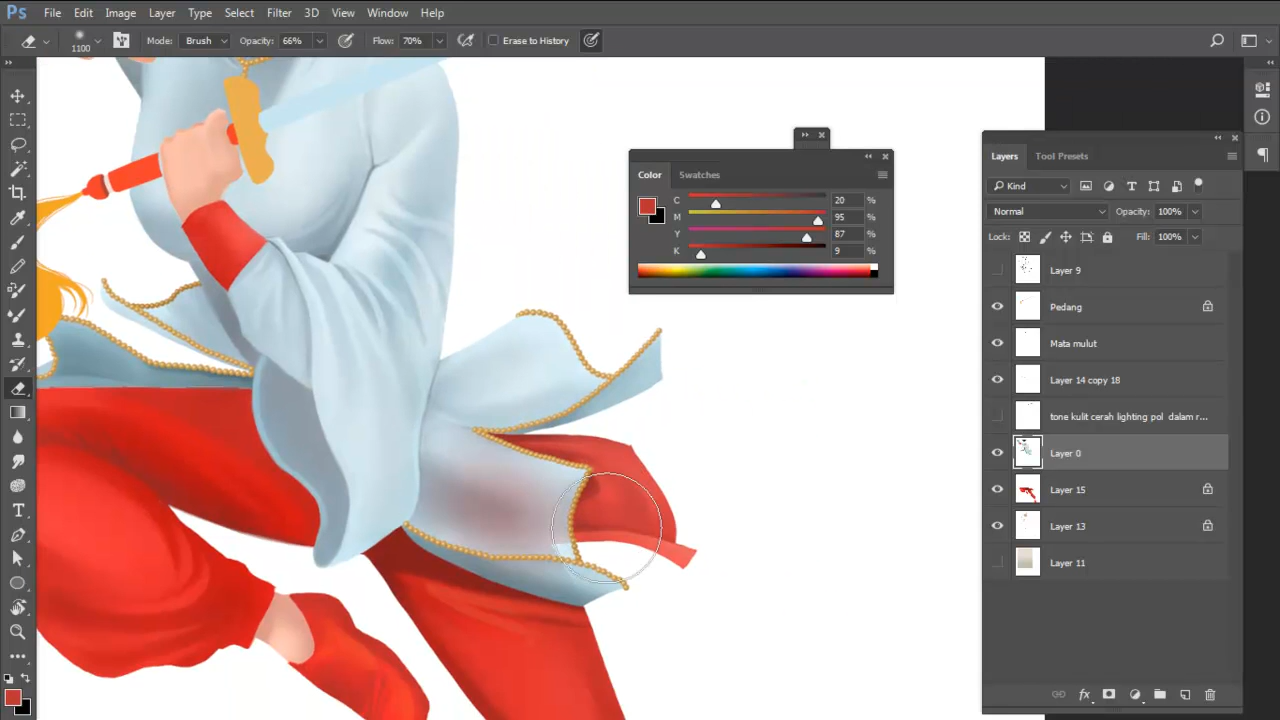 Ps File Edit Image Layer Type Select Filter 3D View Window Help
1100 Mode: Brush Opacity: 66% Flow: 70% Erase to History
Color Swatches
C 20 %
M 95 %
Y 87 %
K 9 %
Layers Tool Presets
Kind
Normal Opacity: 100%
Lock: Fill: 100%
Layer 9
Pedang
Mata mulut
Layer 14 copy 18
tone kulit cerah lighting pol dalam r...
Layer 0
Layer 15
Layer 13
Layer 11
fx